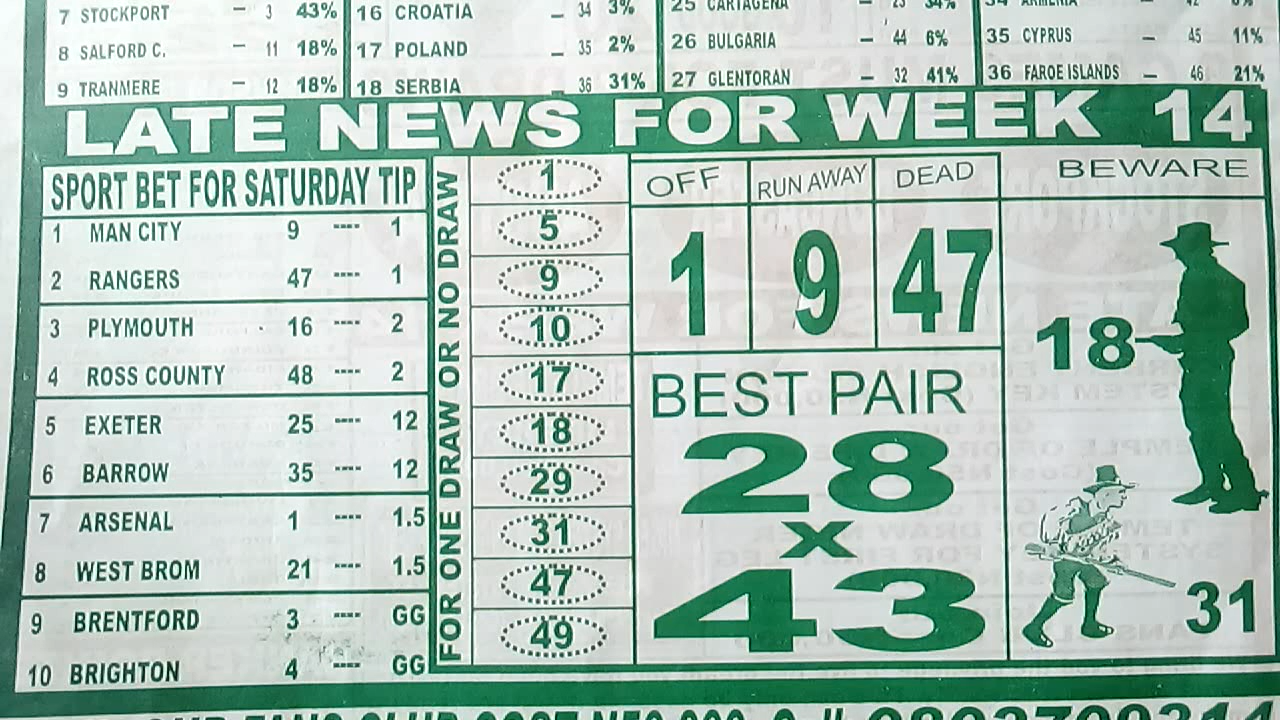 7 STOCKPORT – 3 43%
8 SALFORD C. – 11 18%
9 TRANMERE – 12 18%
16 CROATIA – 34 3%
17 POLAND – 35 2%
18 SERBIA – 36 31%
25 CARTAGENA – 23 34%
26 BULGARIA – 44 6%
27 GLENTORAN – 32 41%
35 CYPRUS – 45 11%
36 FAROE ISLANDS – 46 21%
LATE NEWS FOR WEEK 14
SPORT BET FOR SATURDAY TIP
1 MAN CITY 9 ---- 1
2 RANGERS 47 ---- 1
3 PLYMOUTH 16 ---- 2
4 ROSS COUNTY 48 ---- 2
5 EXETER 25 ---- 12
6 BARROW 35 ---- 12
7 ARSENAL 1 ---- 1.5
8 WEST BROM 21 ---- 1.5
9 BRENTFORD 3 ---- GG
10 BRIGHTON 4 ---- GG
FOR ONE DRAW OR NO DRAW
1
5
9
10
17
18
29
31
47
49
OFF RUN AWAY DEAD
1 9 47
BEST PAIR
28
X
43
BEWARE
18
31